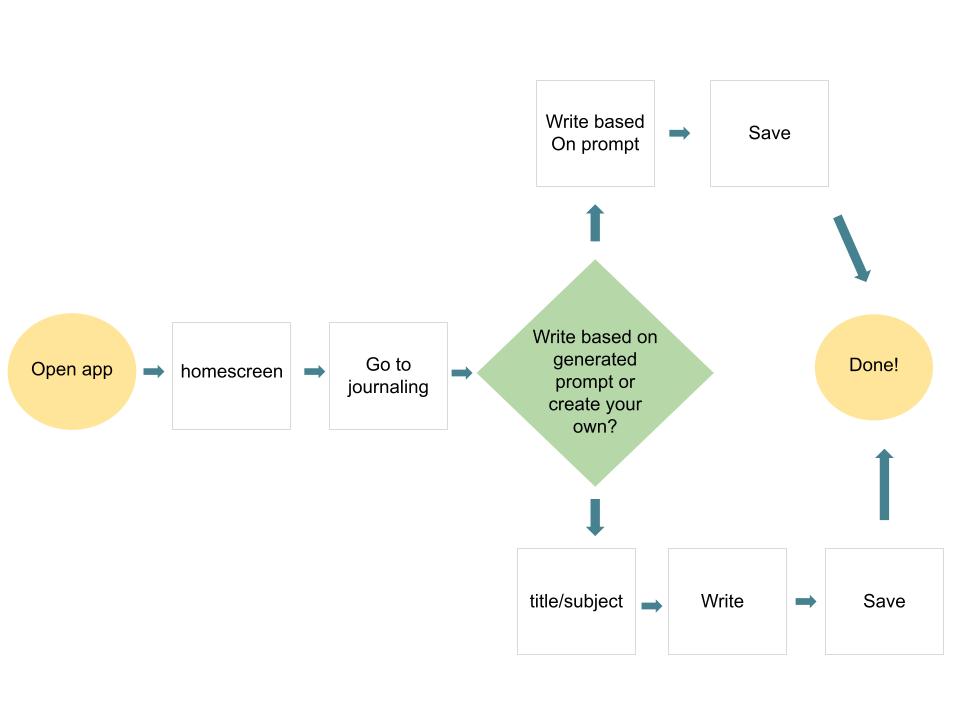 Write based
On prompt
Save
Open app
homescreen
Go to
journaling
Write based on
generated
prompt or
create your
own?
Done!
title/subject
Write
Save